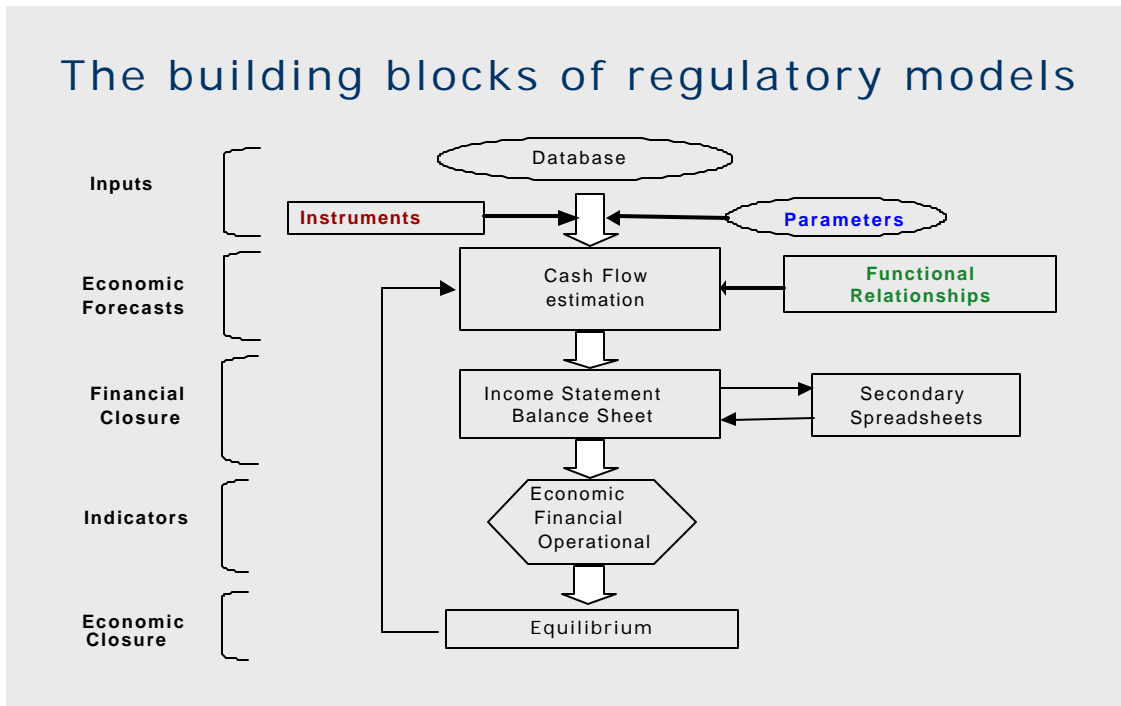 The building blocks of regulatory models
Database
Inputs
Instruments
Parameters
Economic
Forecasts
Cash Flow
estimation
Functional
Relationships
Financial
Closure
Income Statement
Balance Sheet
Secondary
Spreadsheets
Indicators
Economic
Financial
Operational
Economic
Closure
Equilibrium